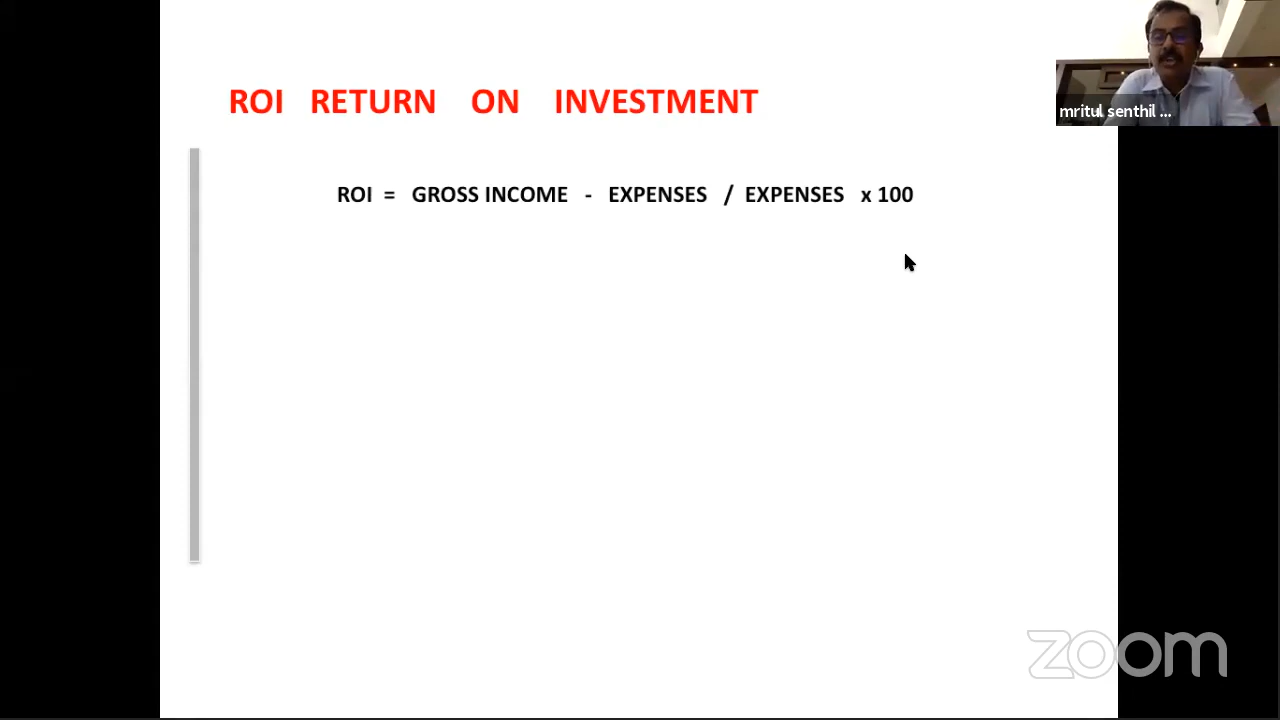 ROI RETURN ON INVESTMENT
mritul senthil ...
ROI = GROSS INCOME - EXPENSES / EXPENSES x 100
zoom